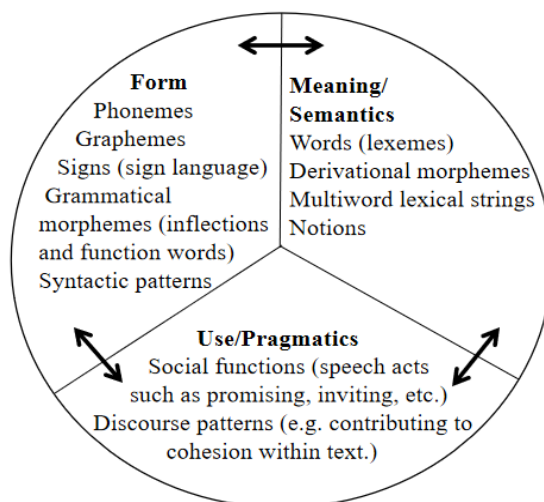 Form
Phonemes
Graphemes
Signs (sign language)
Grammatical
morphemes (inflections
and function words)
Syntactic patterns
Meaning/
Semantics
Words (lexemes)
Derivational morphemes
Multiword lexical strings
Notions
Use/Pragmatics
Social functions (speech acts
such as promising, inviting, etc.)
Discourse patterns (e.g. contributing to
cohesion within text.)